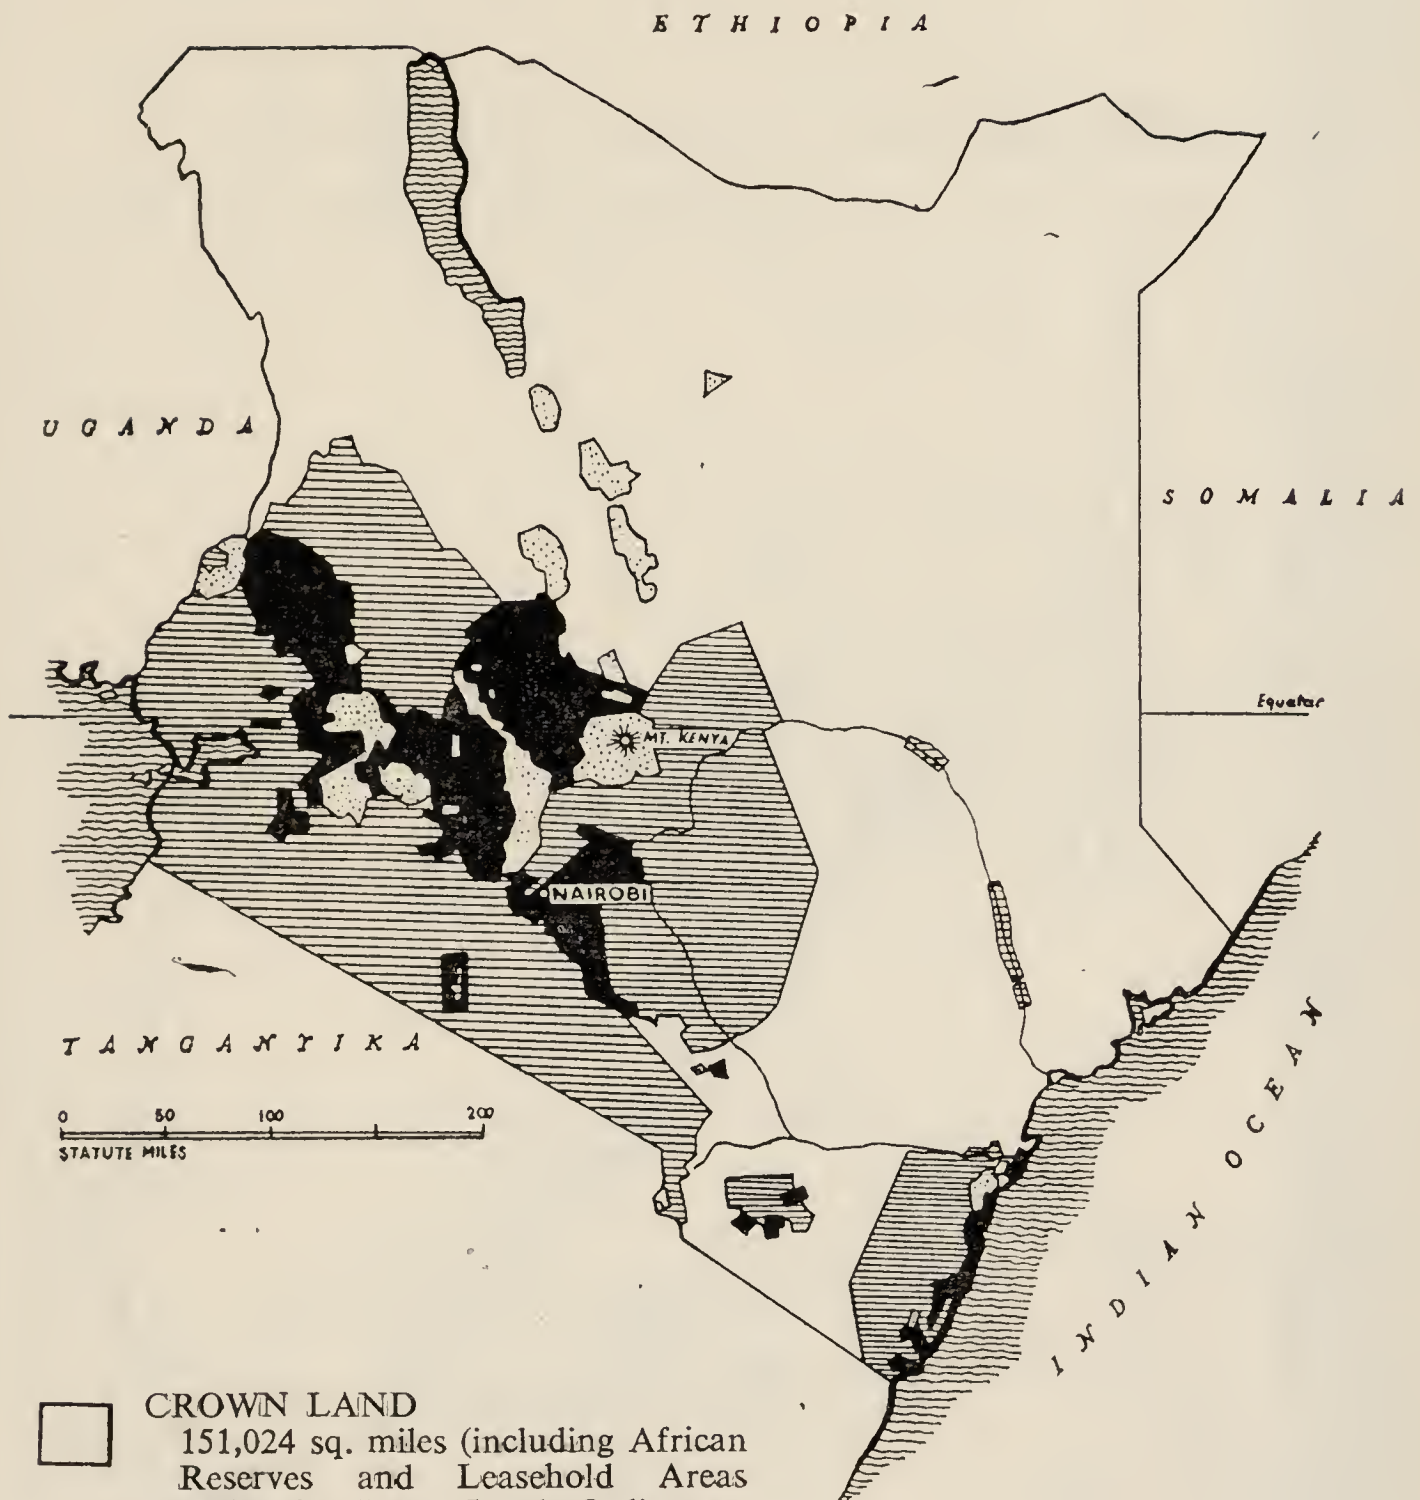 ETHIOPIA
UGANDA
SOMALIA
Equator
MT. KENYA
NAIROBI
TANGANYIKA
0 50 100 200
STATUTE MILES
INDIAN OCEAN
CROWN LAND
151,024 sq. miles (including African
Reserves and Leasehold Areas